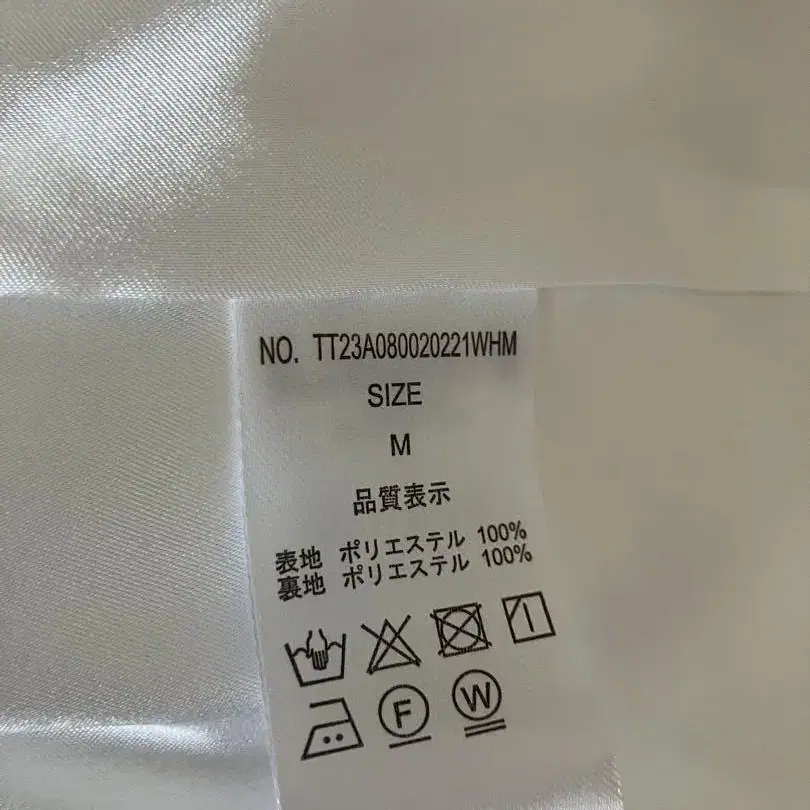 NO. TT23A080020221WHM
SIZE
M
品質表示
表地 ポリエステル 100%
裏地 ポリエステル 100%
F W